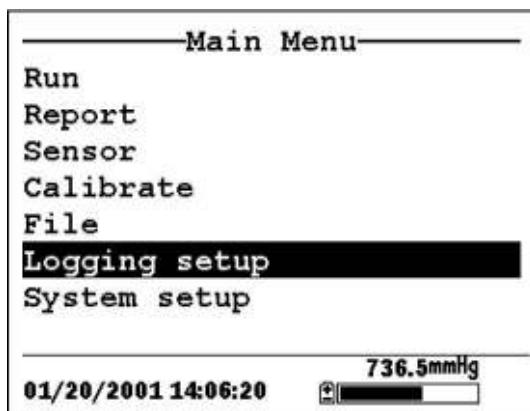 Main Menu
Run
Report
Sensor
Calibrate
File
Logging setup
System setup
736.5mmHg
01/20/2001 14:06:20